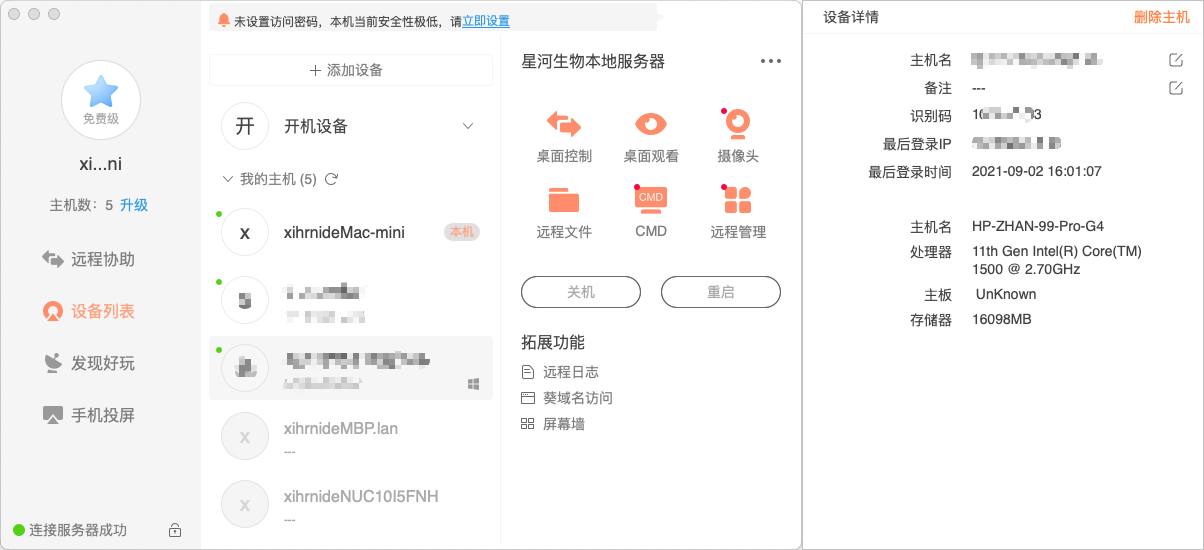 未设置访问密码，本机当前安全性极低，请立即设置
免费级
xi...ni
主机数：5 升级
远程协助
设备列表
发现好玩
手机投屏
连接服务器成功
添加设备
开 开机设备
我的主机 (5)
x xihrnideMac-mini 本机
x xihrnideMBP.lan
---
x xihrnideNUC10I5FNH
---
星河生物本地服务器
桌面控制 桌面观看 摄像头
CMD
远程文件 CMD 远程管理
关机 重启
拓展功能
远程日志
葵域名访问
屏幕墙
设备详情 删除主机
主机名
备注 ---
识别码
最后登录IP
最后登录时间 2021-09-02 16:01:07
主机名 HP-ZHAN-99-Pro-G4
处理器 11th Gen Intel(R) Core(TM)
1500 @ 2.70GHz
主板 UnKnown
存储器 16098MB